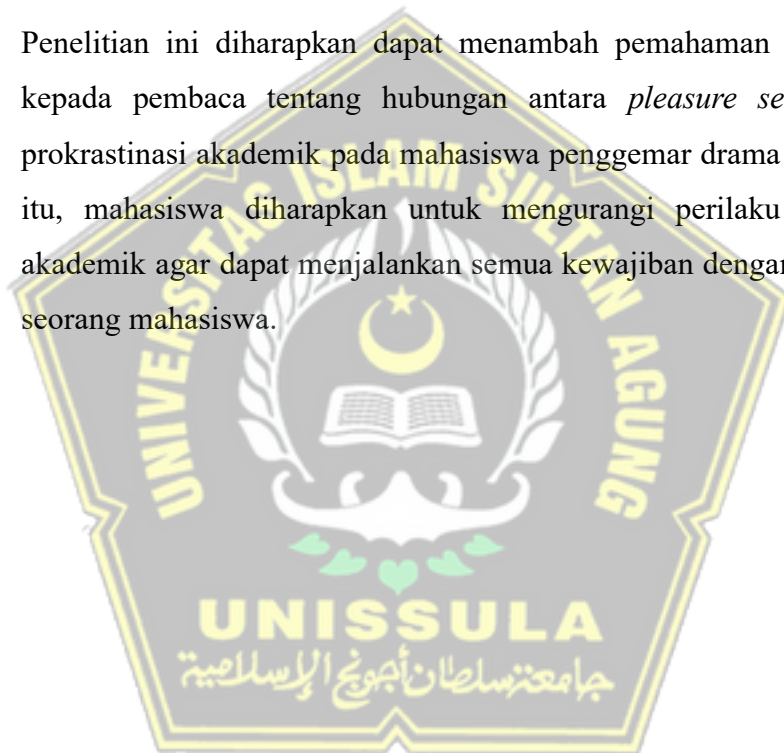 Penelitian ini diharapkan dapat menambah pemahaman
kepada pembaca tentang hubungan antara pleasure se
prokrastinasi akademik pada mahasiswa penggemar drama
itu, mahasiswa diharapkan untuk mengurangi perilaku
akademik agar dapat menjalankan semua kewajiban dengan
seorang mahasiswa.
UNIVERSITAS ISLAM SULTAN AGUNG
UNISSULA
جامعة سلطان أجونج الإسلامية